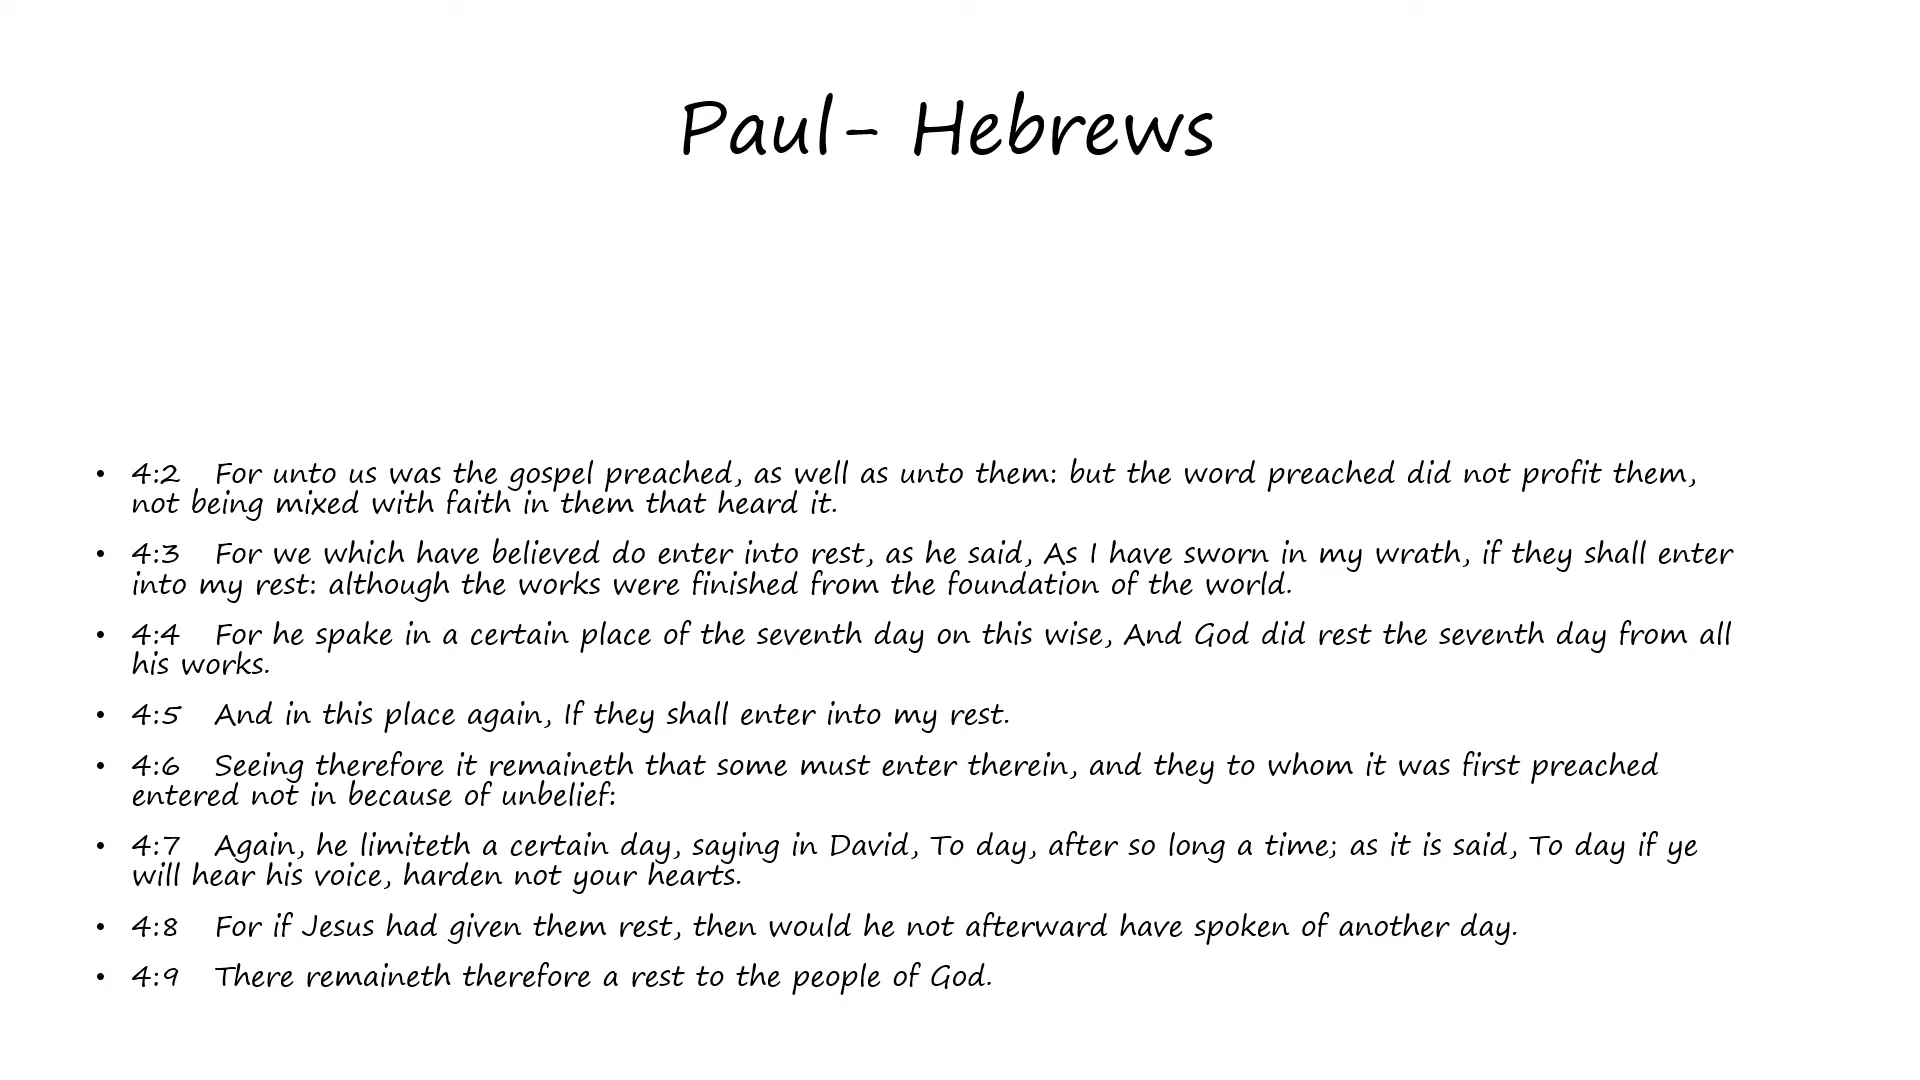 Paul- Hebrews
• 4:2 For unto us was the gospel preached, as well as unto them: but the word preached did not profit them,
not being mixed with faith in them that heard it.
• 4:3 For we which have believed do enter into rest, as he said, As I have sworn in my wrath, if they shall enter
into my rest: although the works were finished from the foundation of the world.
• 4:4 For he spake in a certain place of the seventh day on this wise, And God did rest the seventh day from all
his works.
• 4:5 And in this place again, If they shall enter into my rest.
• 4:6 Seeing therefore it remaineth that some must enter therein, and they to whom it was first preached
entered not in because of unbelief:
• 4:7 Again, he limiteth a certain day, saying in David, To day, after so long a time; as it is said, To day if ye
will hear his voice, harden not your hearts.
• 4:8 For if Jesus had given them rest, then would he not afterward have spoken of another day.
• 4:9 There remaineth therefore a rest to the people of God.